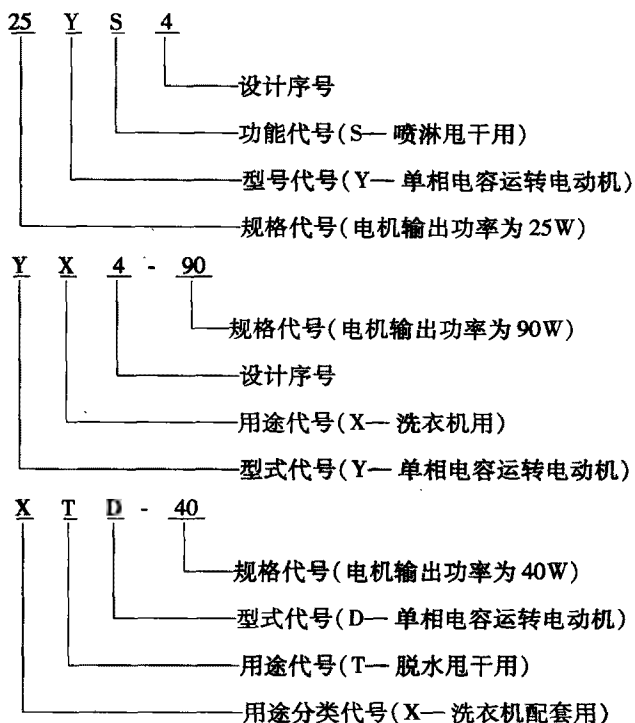 25 Y S 4
设计序号
功能代号(S— 喷淋甩干用)
型号代号(Y— 单相电容运转电动机)
规格代号(电机输出功率为25W)
Y X 4 - 90
规格代号(电机输出功率为90W)
设计序号
用途代号(X— 洗衣机用)
型式代号(Y— 单相电容运转电动机)
X T D - 40
规格代号(电机输出功率为40W)
型式代号(D— 单相电容运转电动机)
用途代号(T— 脱水甩干用)
用途分类代号(X— 洗衣机配套用)